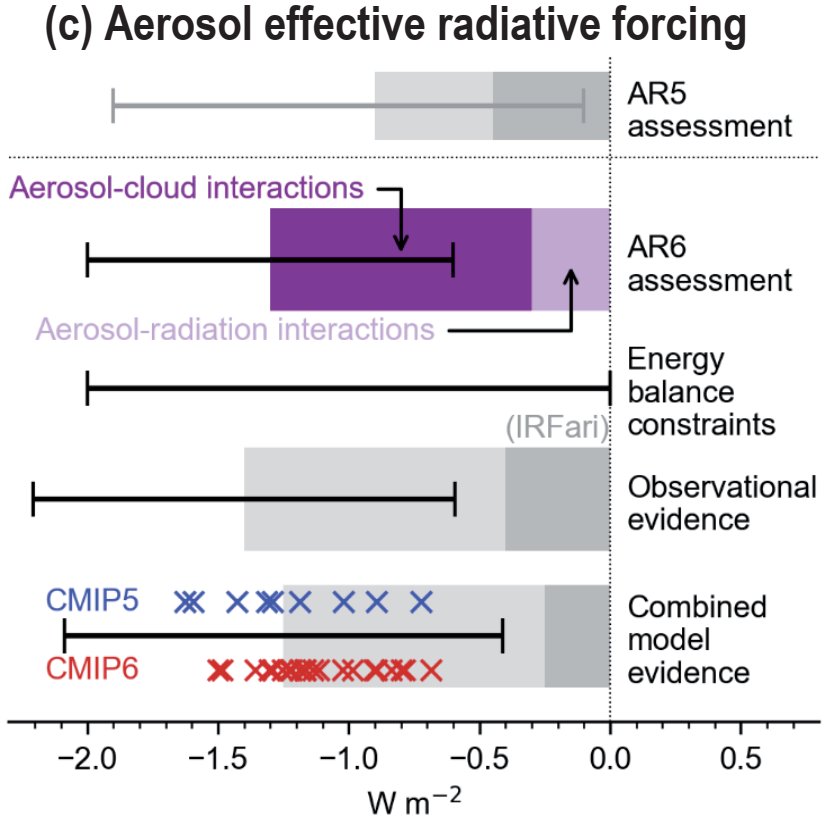 (c) Aerosol effective radiative forcing
AR5
assessment
Aerosol-cloud interactions
AR6
assessment
Aerosol-radiation interactions
Energy
balance
constraints
(IRFari)
Observational
evidence
CMIP5
Combined
model
evidence
CMIP6
−2.0 −1.5 −1.0 −0.5 0.0 0.5
W m⁻²